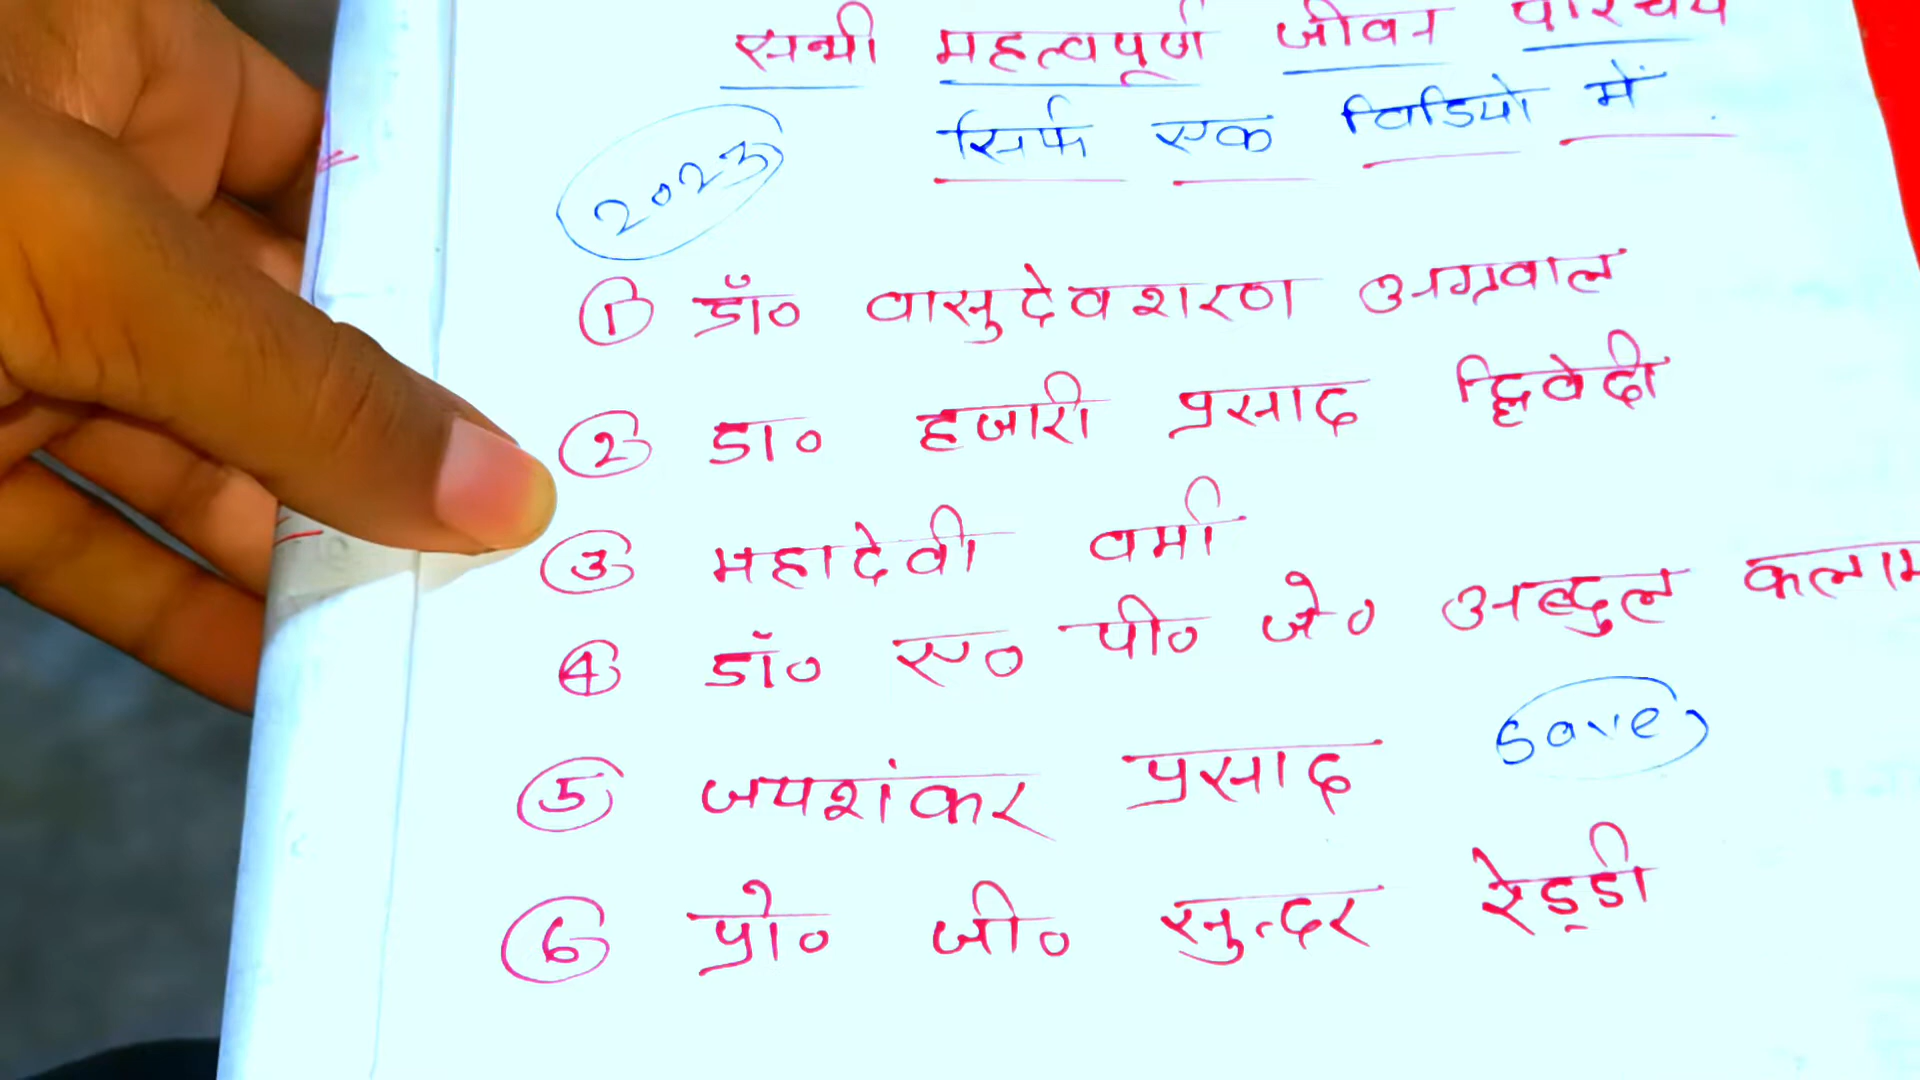 सभी महत्वपूर्ण जीवन परिचय
सिर्फ एक विडियो में
2023
1 डॉ० वासुदेवशरण अग्रवाल
2 डा० हजारी प्रसाद द्विवेदी
3 महादेवी वर्मा
4 डॉ० ए० पी० जे० अब्दुल कलाम
save
5 जयशंकर प्रसाद
6 प्रो० जी० सुन्दर रेड्डी